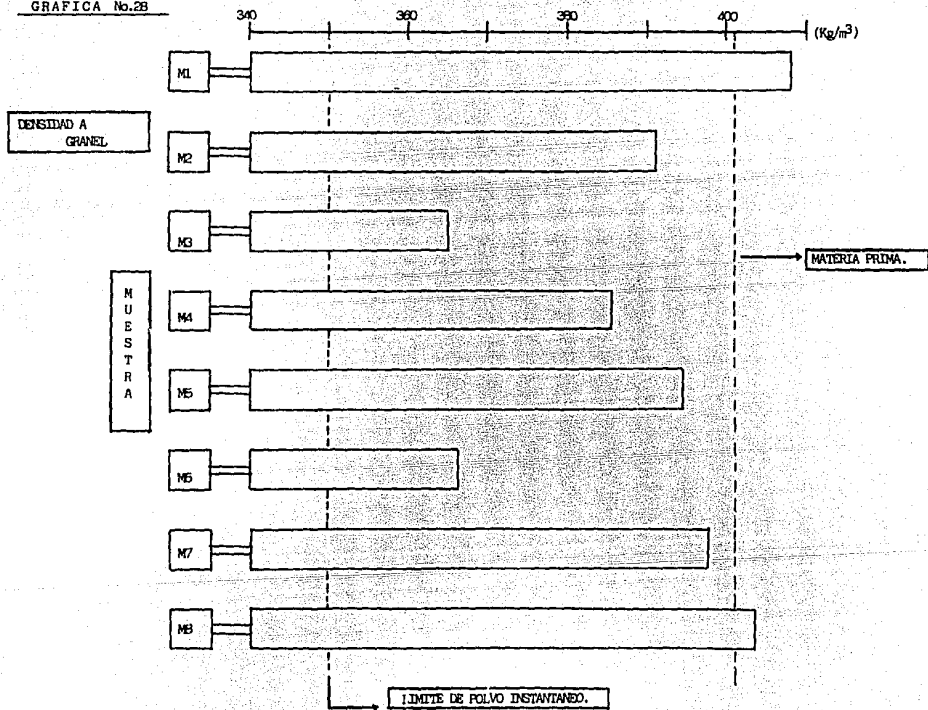 GRAFICA No.28
340 360 380 400
(Kg/m³)
M1
DENSIDAD A
GRANEL
M2
M3
MATERIA PRIMA.
M4
MUESTRA
M5
M6
M7
M8
LIMITE DE POLVO INSTANTANEO.